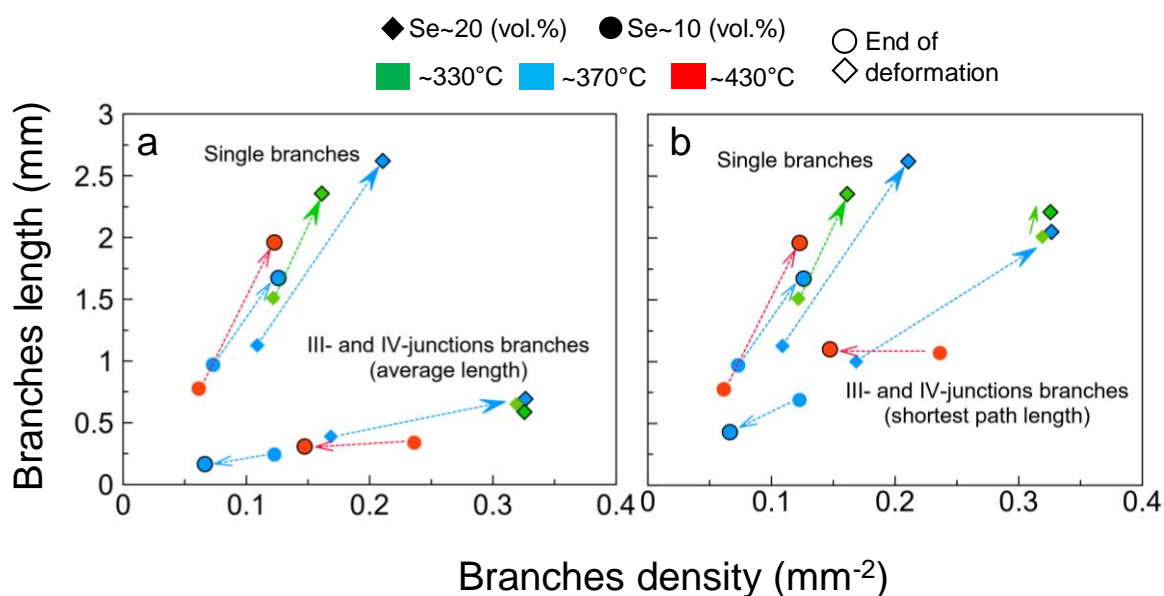 Se~20 (vol.%) Se~10 (vol.%) End of
deformation
~330°C ~370°C ~430°C
a
Single branches
III- and IV-junctions branches
(average length)
3
2.5
2
1.5
1
0.5
0
0 0.1 0.2 0.3 0.4
b
Single branches
III- and IV-junctions branches
(shortest path length)
0 0.1 0.2 0.3 0.4
Branches length (mm)
Branches density (mm⁻²)